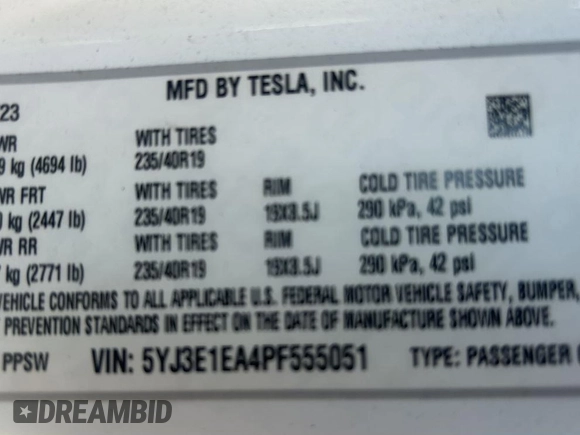 MFD BY TESLA, INC.
23
WR WITH TIRES
9 kg (4694 lb) 235/40R19
WR FRT WITH TIRES RIM COLD TIRE PRESSURE
kg (2447 lb) 235/40R19 19X8.5J 290 kPa, 42 psi
WR RR WITH TIRES RIM COLD TIRE PRESSURE
kg (2771 lb) 235/40R19 19X8.5J 290 kPa, 42 psi
VEHICLE CONFORMS TO ALL APPLICABLE U.S. FEDERAL MOTOR VEHICLE SAFETY, BUMPER,
PREVENTION STANDARDS IN EFFECT ON THE DATE OF MANUFACTURE SHOWN ABOVE.
PPSW VIN: 5YJ3E1EA4PF555051 TYPE: PASSENGER
DREAMBID